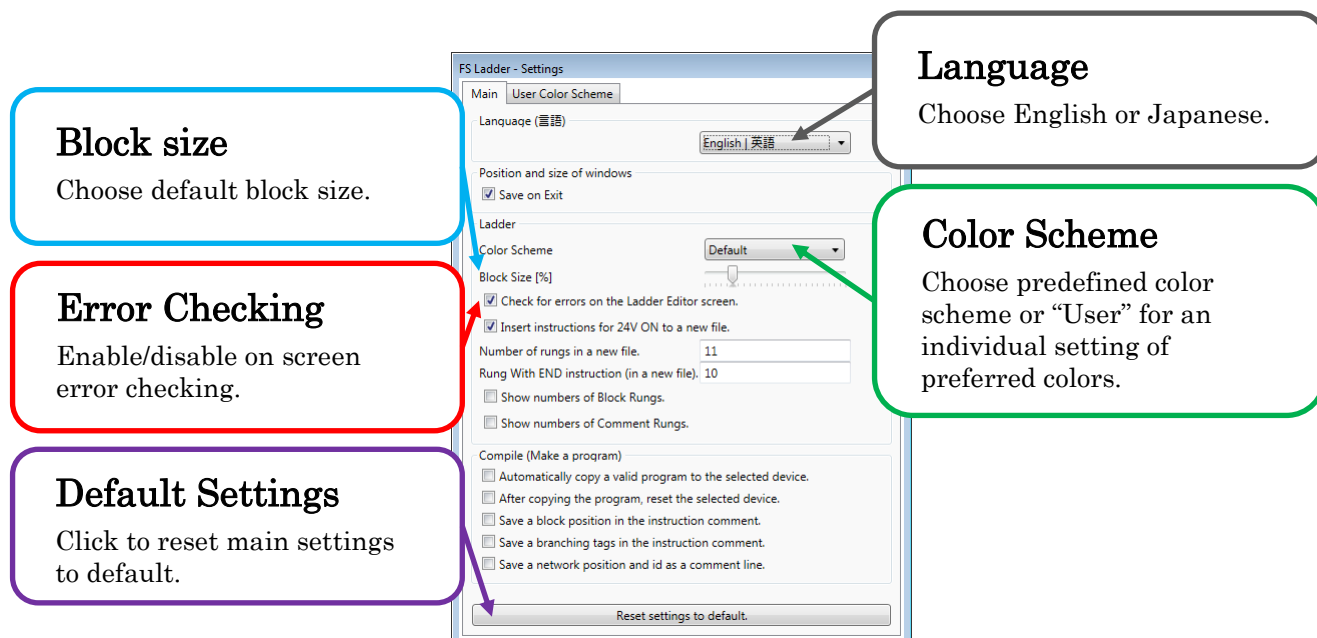 Block size
Choose default block size.
Error Checking
Enable/disable on screen
error checking.
Default Settings
Click to reset main settings
to default.
FS Ladder - Settings
Main
User Color Scheme
Language (言語)
English | 英語
Position and size of windows
Save on Exit
Ladder
Color Scheme
Default
Block Size [%]
Check for errors on the Ladder Editor screen.
Insert instructions for 24V ON to a new file.
Number of rungs in a new file.
11
Rung With END instruction (in a new file).
10
Show numbers of Block Rungs.
Show numbers of Comment Rungs.
Compile (Make a program)
Automatically copy a valid program to the selected device.
After copying the program, reset the selected device.
Save a block position in the instruction comment.
Save a branching tags in the instruction comment.
Save a network position and id as a comment line.
Reset settings to default.
Language
Choose English or Japanese.
Color Scheme
Choose predefined color
scheme or “User” for an
individual setting of
preferred colors.